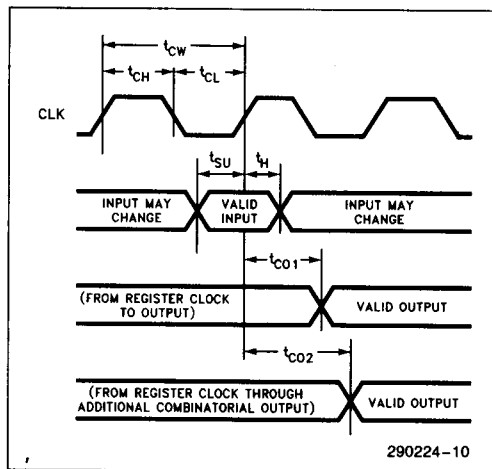 tCW
tCH
tCL
CLK
tSU
tH
INPUT MAY
CHANGE
VALID
INPUT
INPUT MAY
CHANGE
tCO1
(FROM REGISTER CLOCK
TO OUTPUT)
VALID OUTPUT
tCO2
(FROM REGISTER CLOCK THROUGH
ADDITIONAL COMBINATORIAL OUTPUT)
VALID OUTPUT
290224-10